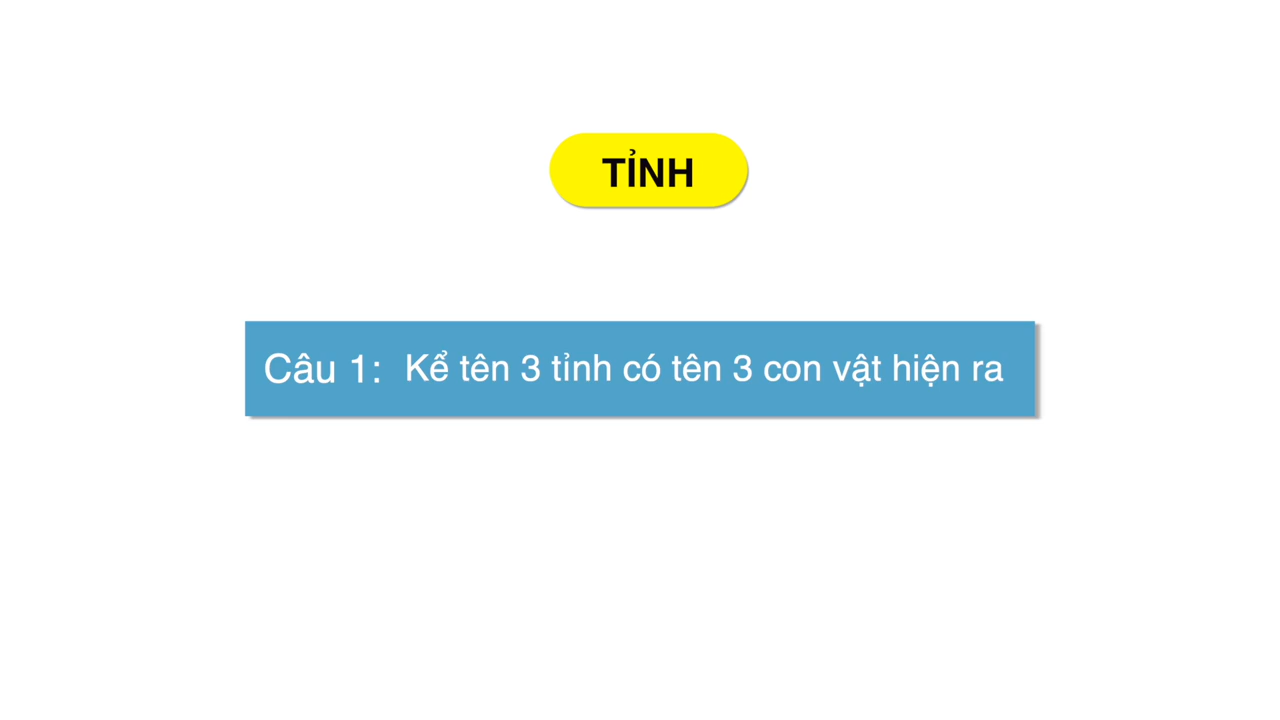 TỈNH
Câu 1: Kể tên 3 tỉnh có tên 3 con vật hiện ra